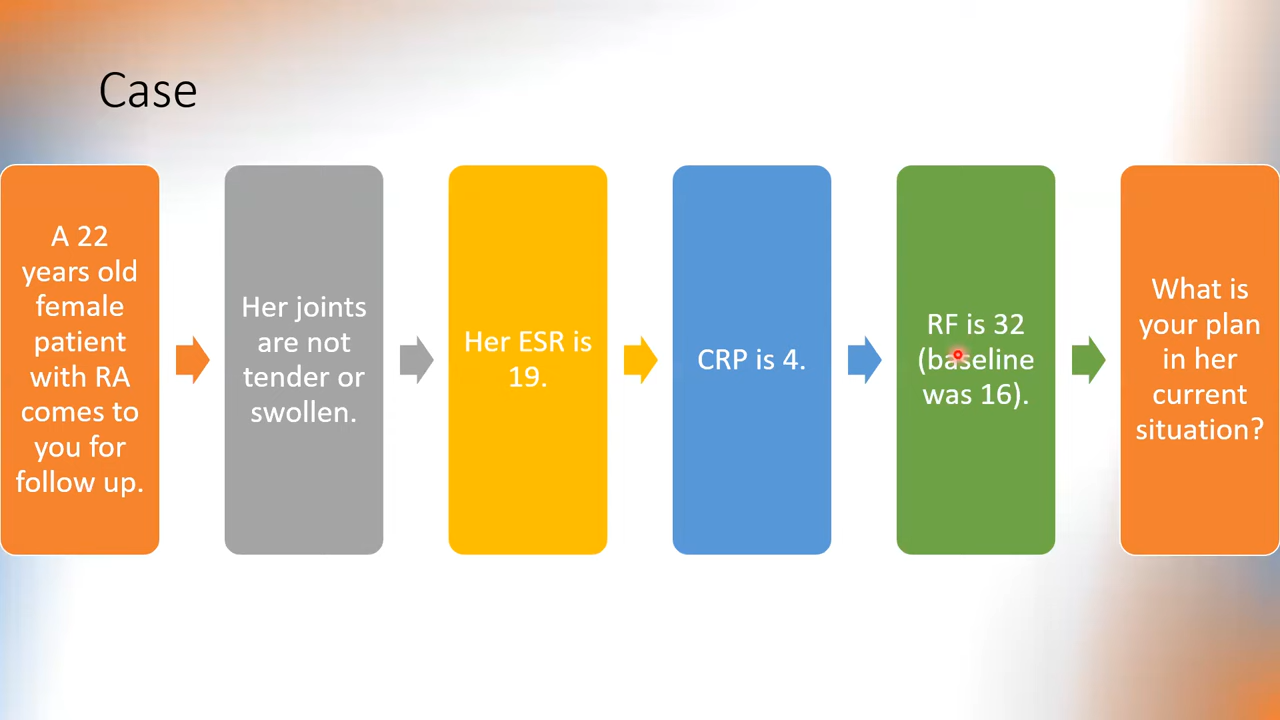 Case
A 22
years old
female
patient
with RA
comes to
you for
follow up.
Her joints
are not
tender or
swollen.
Her ESR is
19.
CRP is 4.
RF is 32
(baseline
was 16).
What is
your plan
in her
current
situation?